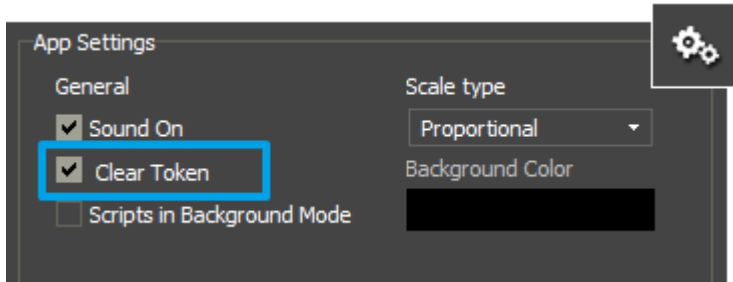 App Settings
General
Scale type
Sound On
Proportional
Clear Token
Background Color
Scripts in Background Mode